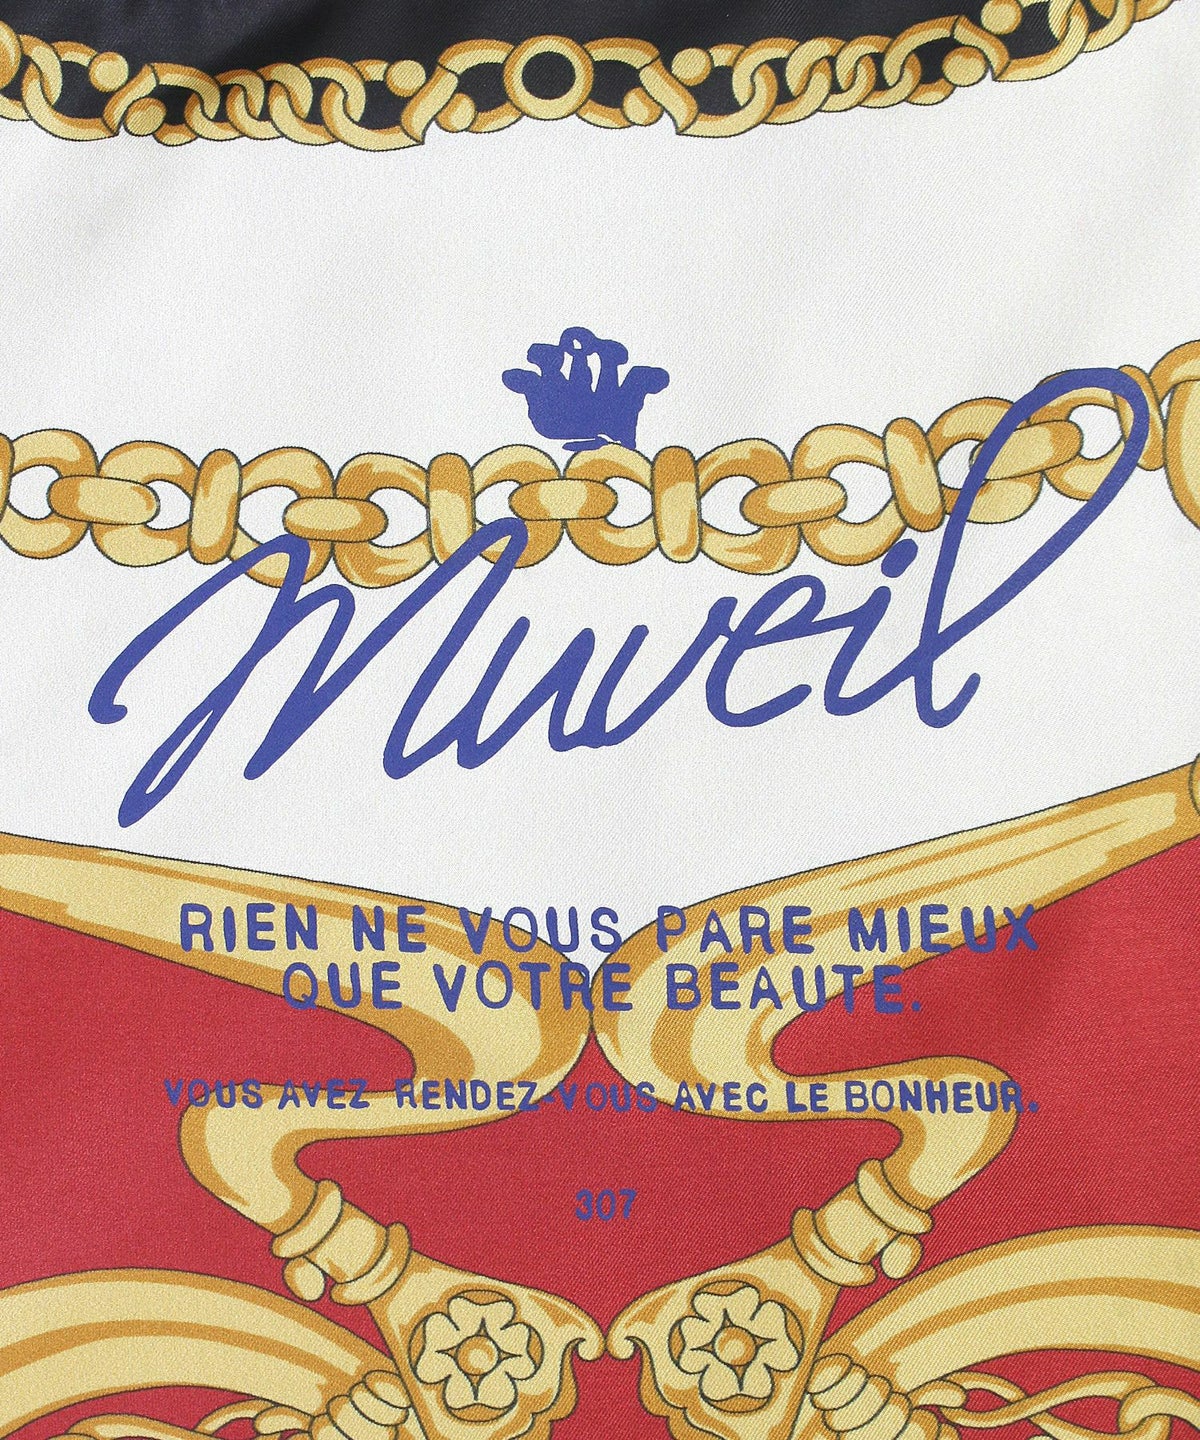 muveil
RIEN NE VOUS PARE MIEUX
QUE VOTRE BEAUTE.
VOUS AVEZ RENDEZ-VOUS AVEC LE BONHEUR.
307